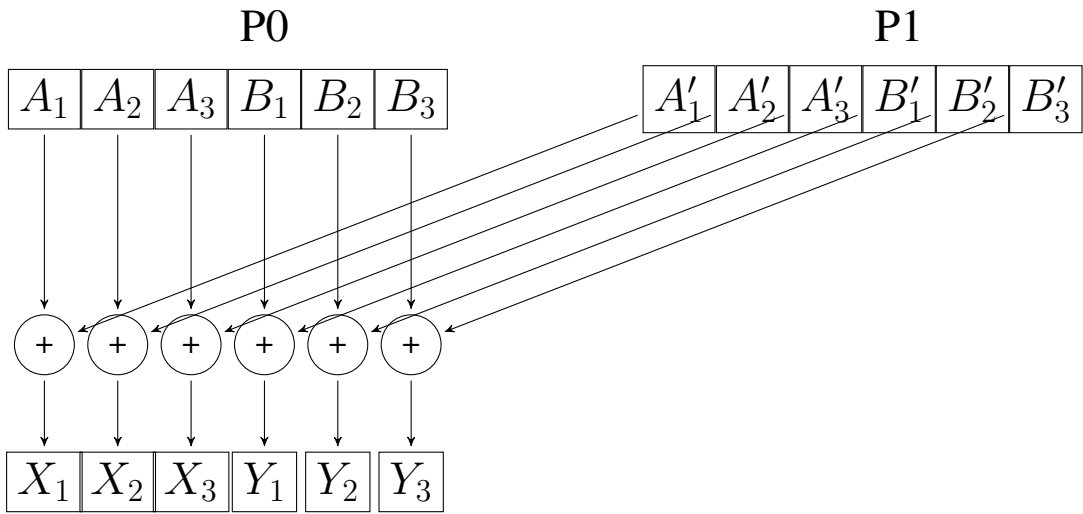 P0 P1
A₁ A₂ A₃ B₁ B₂ B₃ A′₁ A′₂ A′₃ B′₁ B′₂ B′₃
+ + + + + +
X₁ X₂ X₃ Y₁ Y₂ Y₃